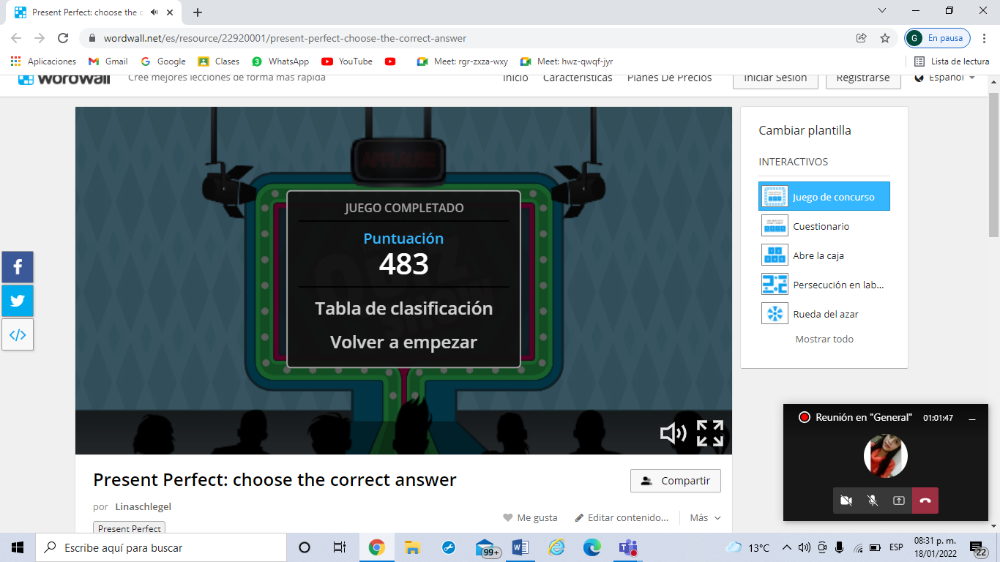 Present Perfect: choose the c
wordwall.net/es/resource/22920001/present-perfect-choose-the-correct-answer
G En pausa
Aplicaciones Gmail Google Clases 3 WhatsApp YouTube Meet: rgr-zxza-wxy Meet: hwz-qwqf-jyr Lista de lectura
Wordwall Cree mejores lecciones de forma más rápida Inicio Características Planes De Precios Iniciar Sesión Registrarse Español
APPLAUSE
JUEGO COMPLETADO
Puntuación
483
QUIZ
SHOW
Tabla de clasificación
Volver a empezar
Cambiar plantilla
INTERACTIVOS
Juego de concurso
Cuestionario
Abre la caja
Persecución en lab...
Rueda del azar
Mostrar todo
Reunión en "General" 01:01:47
Present Perfect: choose the correct answer
Compartir
por Linaschlegel
Me gusta Editar contenido... Más
Present Perfect
Escribe aquí para buscar
99+
13°C
ESP
08:31 p. m.
18/01/2022
22